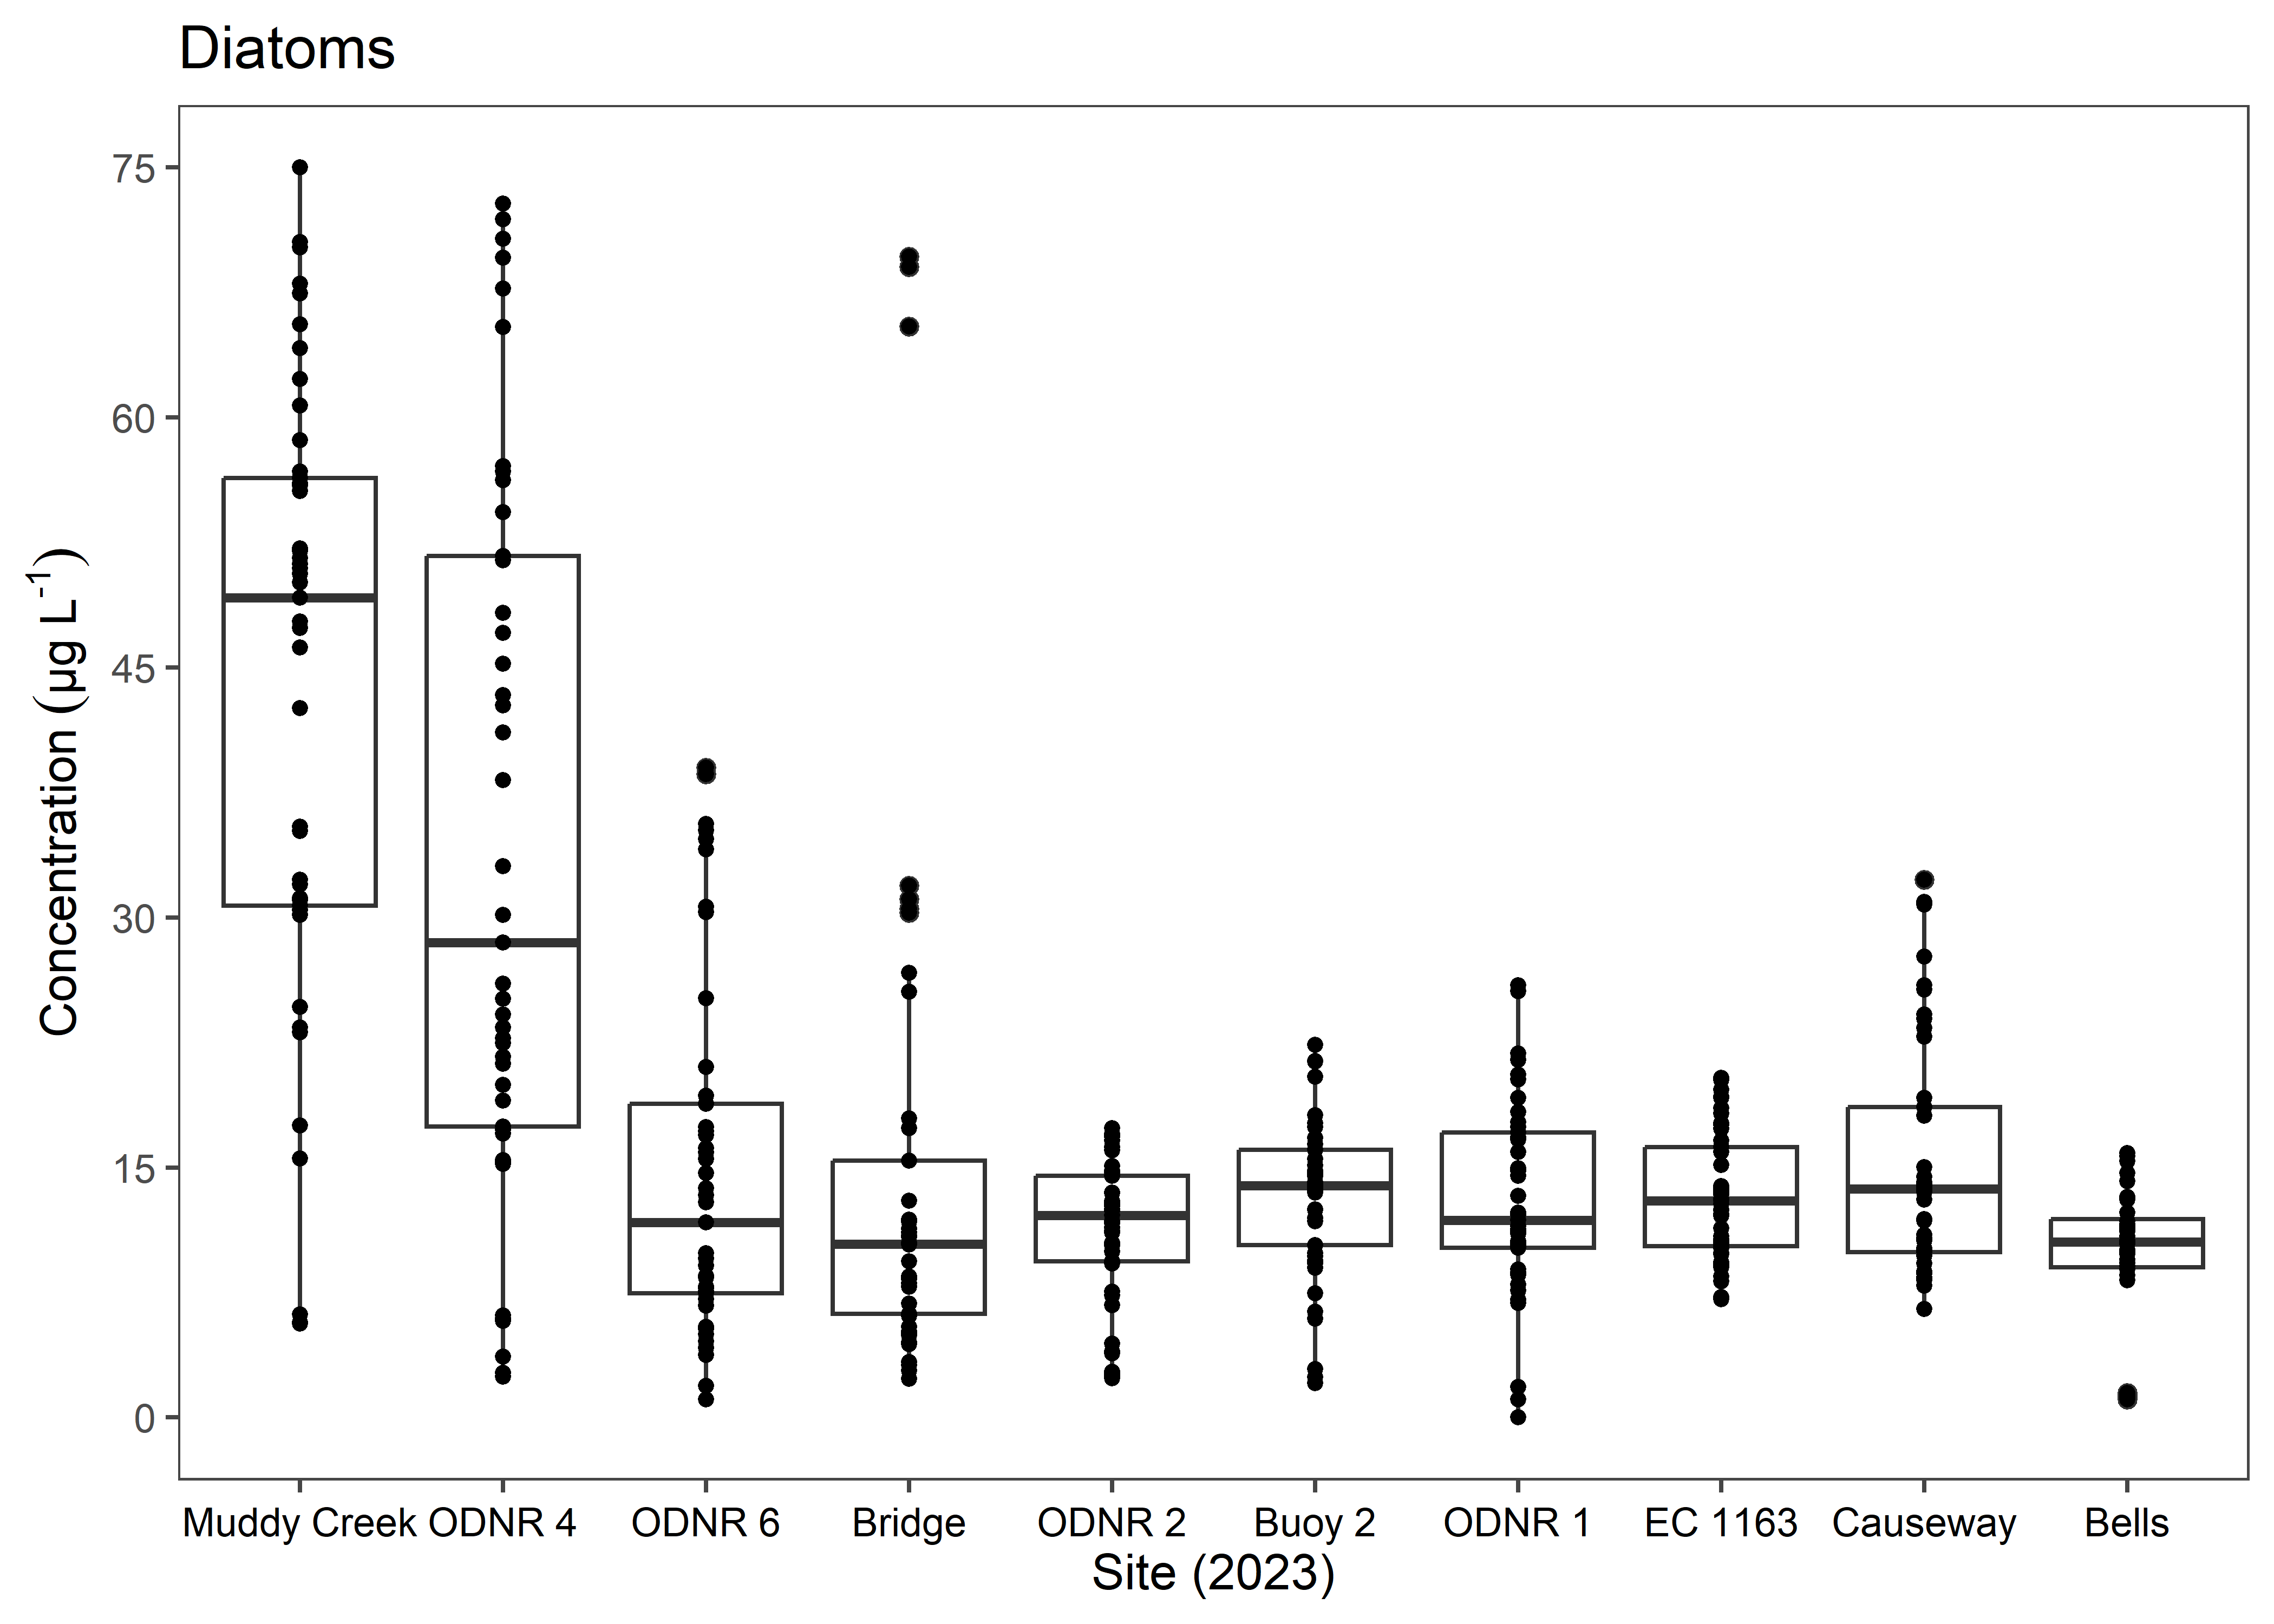 Diatoms
Concentration (µg L⁻¹)
75
60
45
30
15
0
Muddy Creek ODNR 4 ODNR 6 Bridge ODNR 2 Buoy 2 ODNR 1 EC 1163 Causeway Bells
Site (2023)